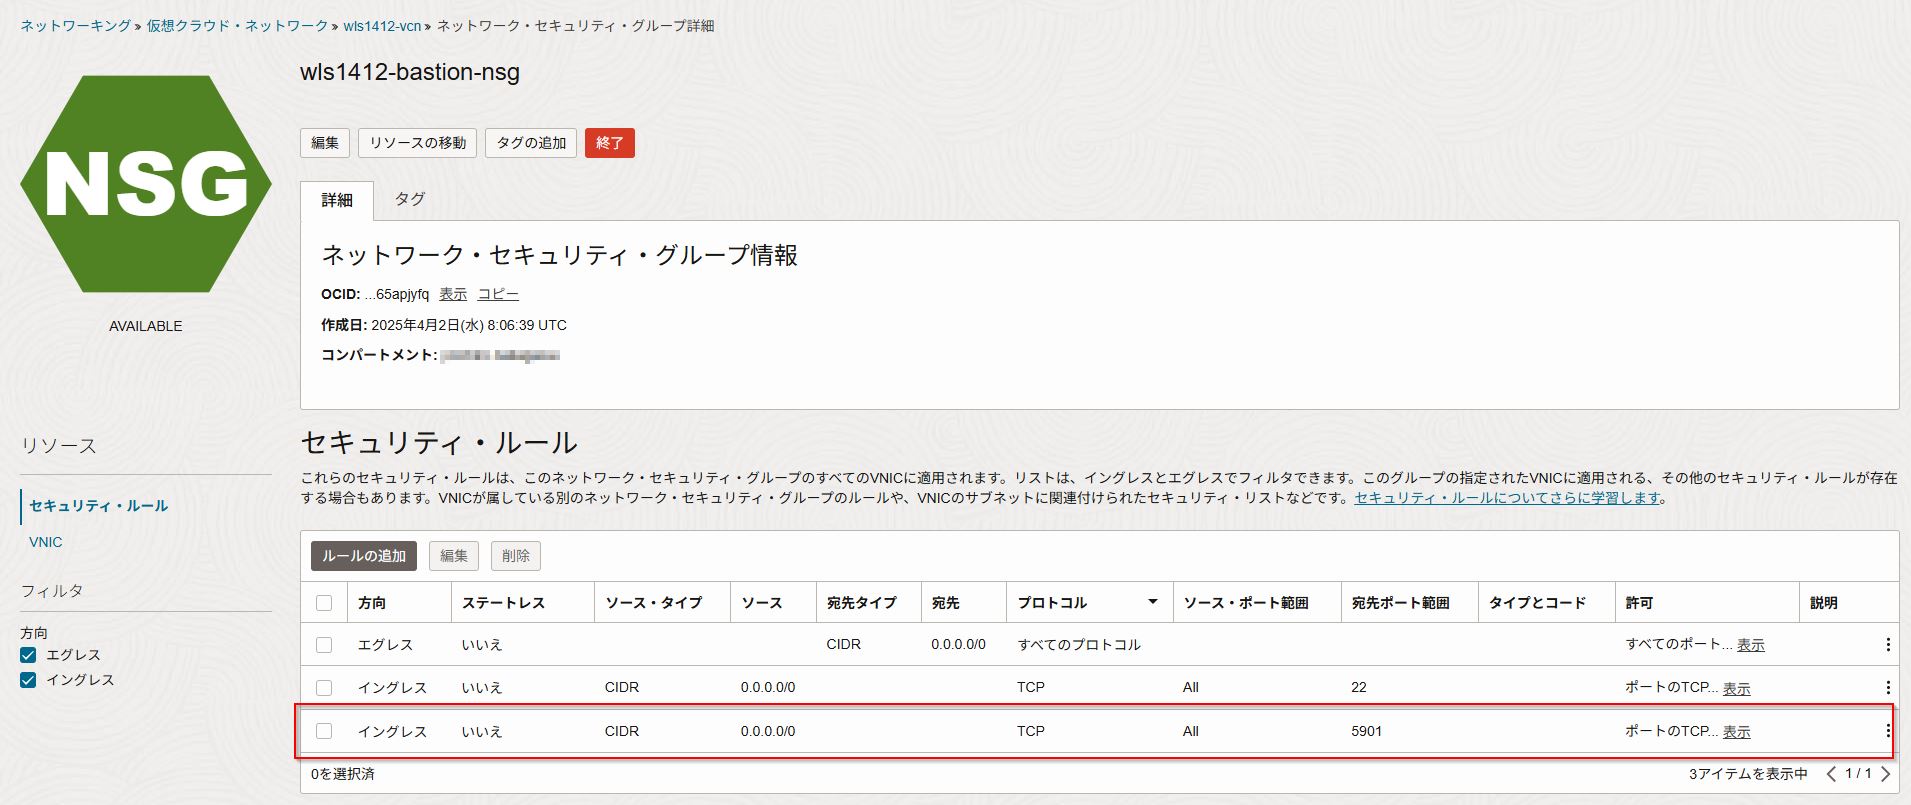 ネットワーキング » 仮想クラウド・ネットワーク » wls1412-vcn » ネットワーク・セキュリティ・グループ詳細
NSG
AVAILABLE
wls1412-bastion-nsg
編集 リソースの移動 タグの追加 終了
詳細 タグ
ネットワーク・セキュリティ・グループ情報
OCID: ...65apjyfq 表示 コピー
作成日: 2025年4月2日(水) 8:06:39 UTC
コンパートメント:
リソース
セキュリティ・ルール
VNIC
フィルタ
方向
エグレス
イングレス
セキュリティ・ルール
これらのセキュリティ・ルールは、このネットワーク・セキュリティ・グループのすべてのVNICに適用されます。リストは、イングレスとエグレスでフィルタできます。このグループの指定されたVNICに適用される、その他のセキュリティ・ルールが存在
する場合もあります。VNICが属している別のネットワーク・セキュリティ・グループのルールや、VNICのサブネットに関連付けられたセキュリティ・リストなどです。セキュリティ・ルールについてさらに学習します。
ルールの追加 編集 削除
方向 ステートレス ソース・タイプ ソース 宛先タイプ 宛先 プロトコル ソース・ポート範囲 宛先ポート範囲 タイプとコード 許可 説明
エグレス いいえ CIDR 0.0.0.0/0 すべてのプロトコル すべてのポート... 表示
イングレス いいえ CIDR 0.0.0.0/0 TCP All 22 ポートのTCP... 表示
イングレス いいえ CIDR 0.0.0.0/0 TCP All 5901 ポートのTCP... 表示
0を選択済 3アイテムを表示中 1 / 1